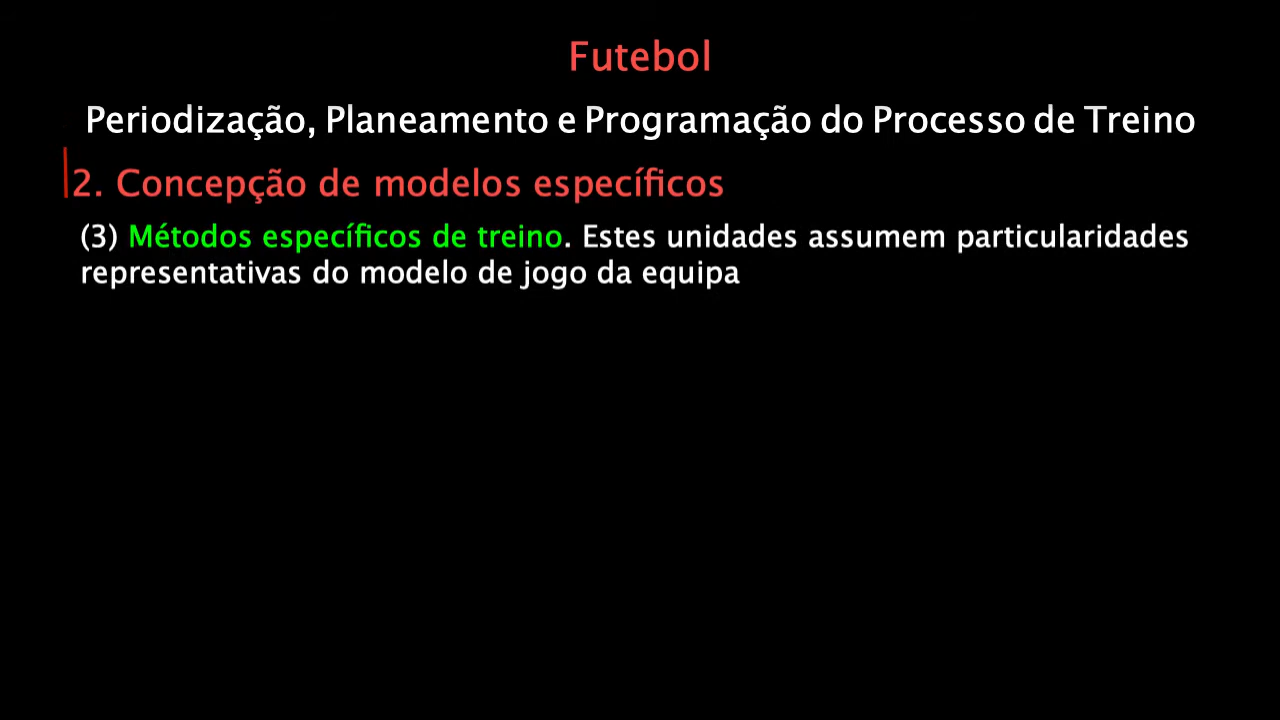 Futebol
Periodização, Planeamento e Programação do Processo de Treino
2. Concepção de modelos específicos
(3) Métodos específicos de treino. Estes unidades assumem particularidades
representativas do modelo de jogo da equipa